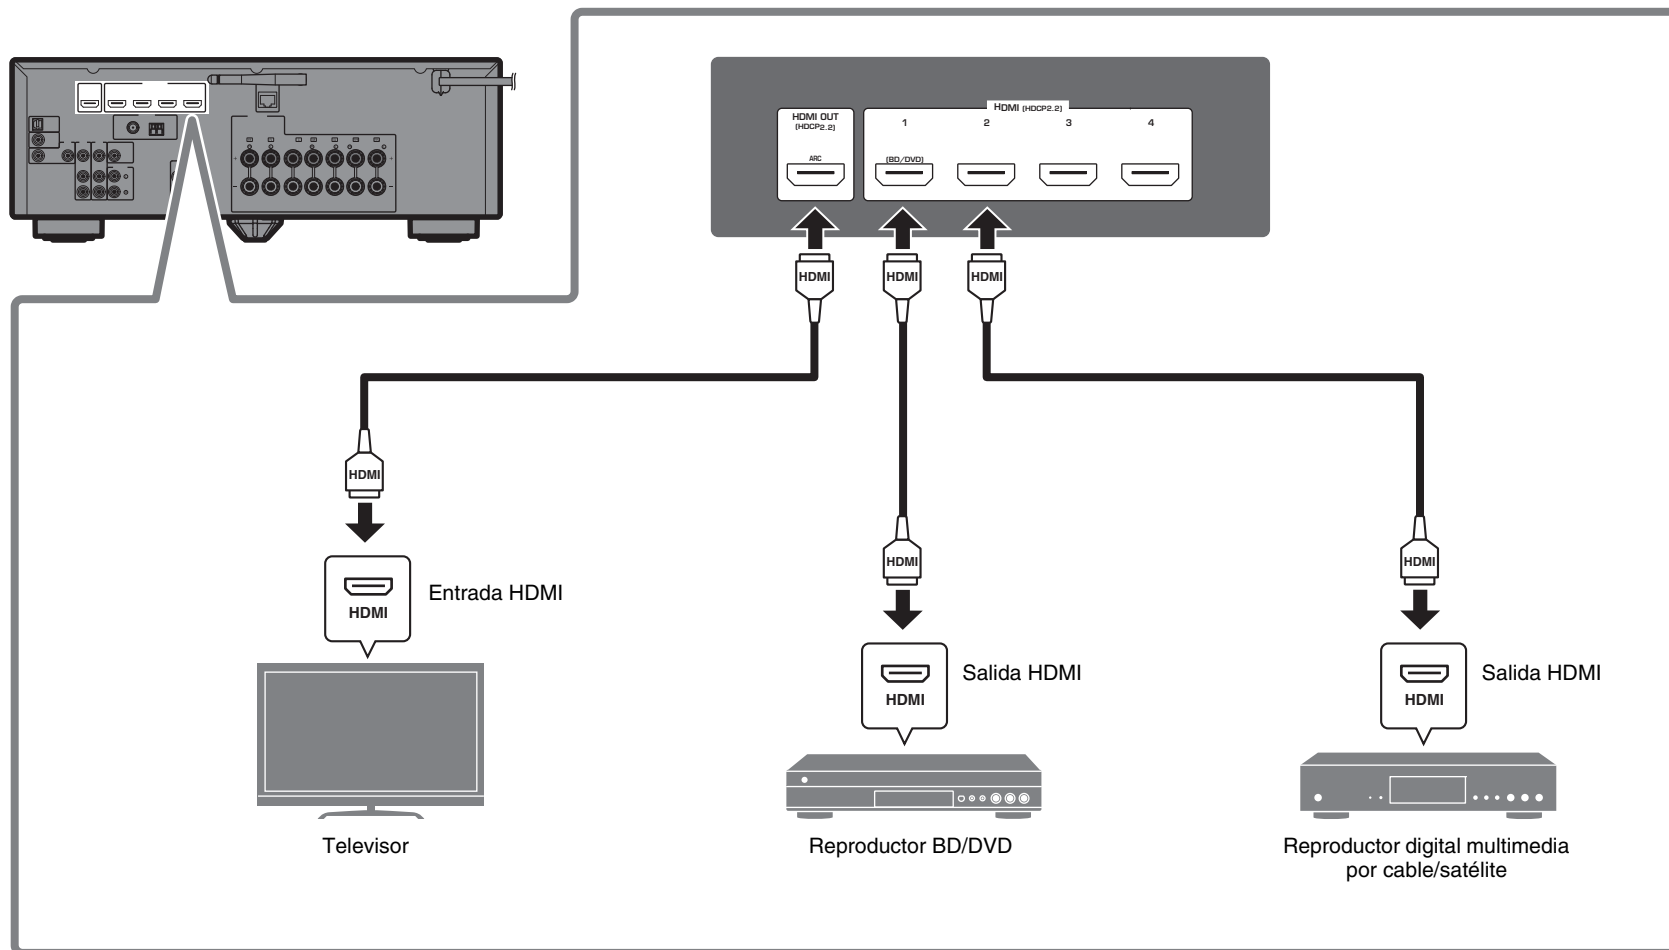 HDMI OUT
(HDCP2.2)
ARC
HDMI (HDCP2.2)
1
2
3
4
(BD/DVD)
HDMI
HDMI
HDMI
HDMI
HDMI
Entrada HDMI
Televisor
HDMI
HDMI
Salida HDMI
Reproductor BD/DVD
HDMI
HDMI
Salida HDMI
Reproductor digital multimedia
por cable/satélite